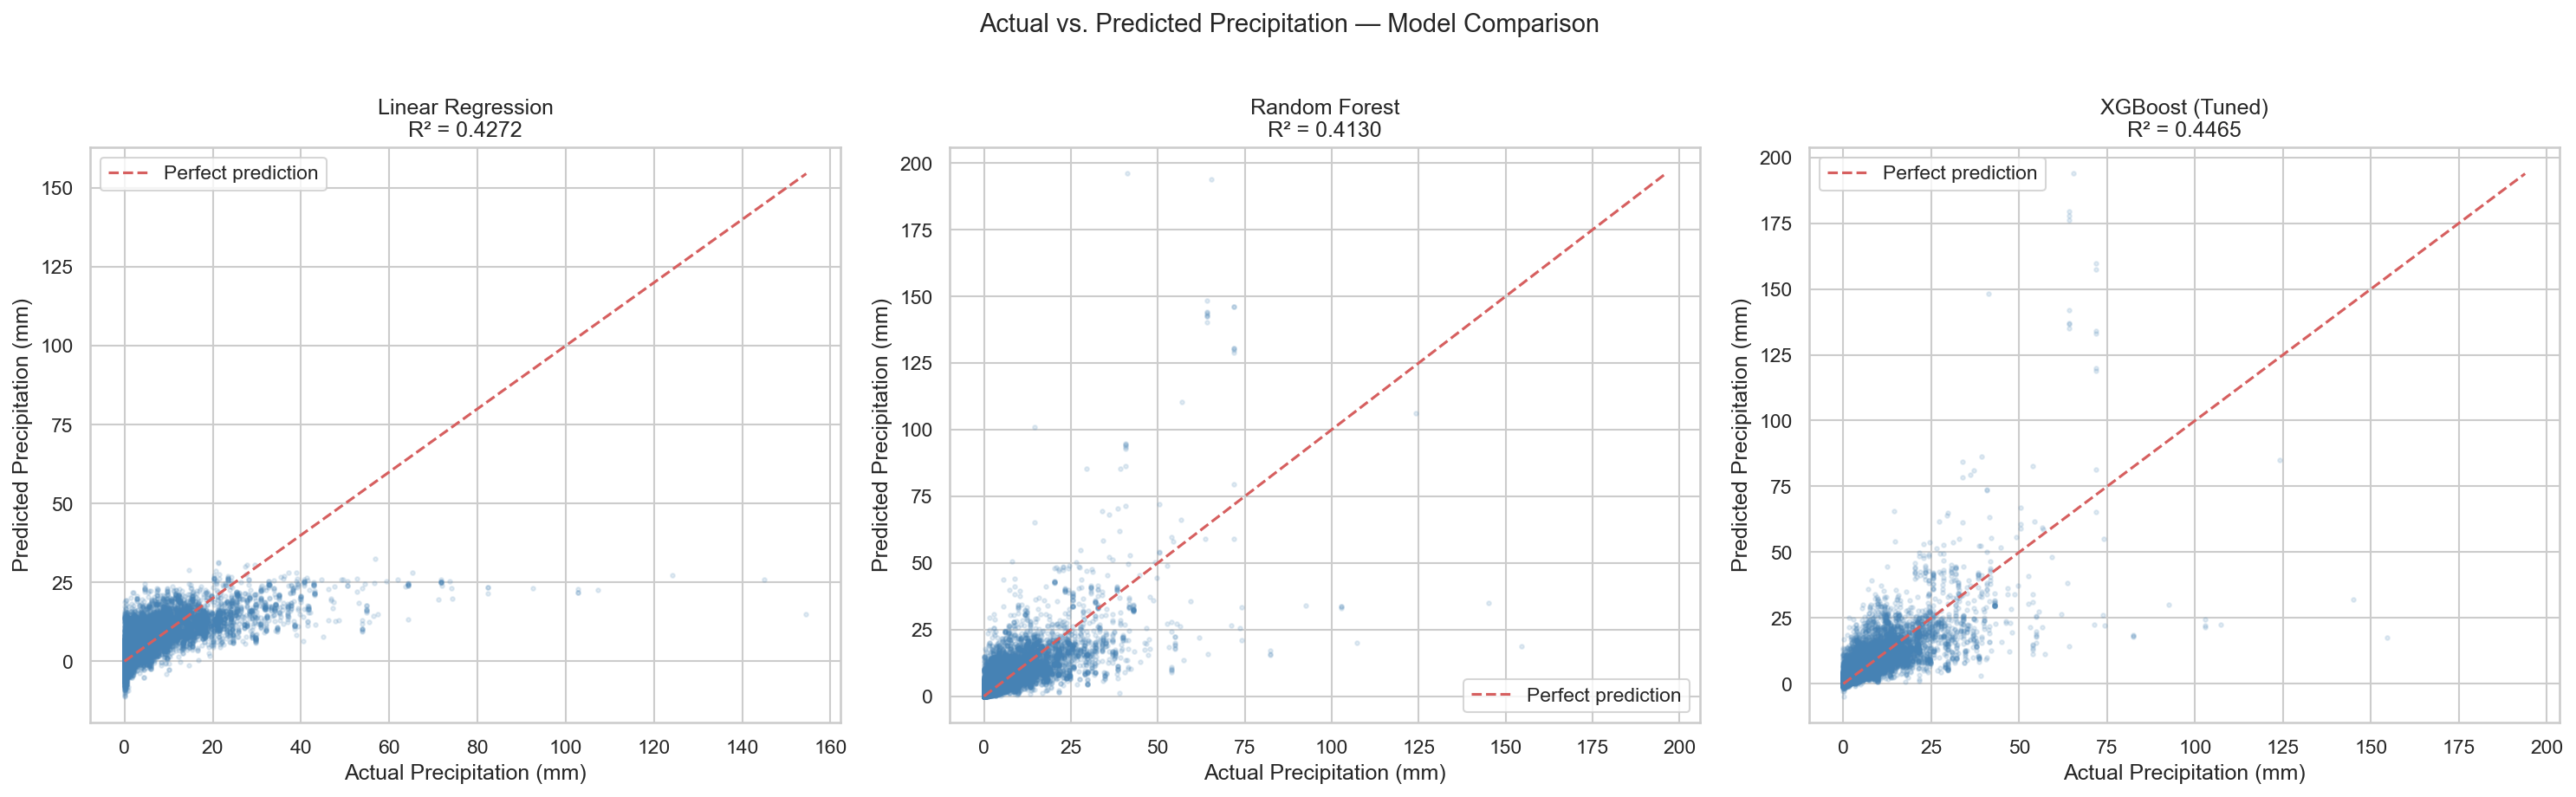 Actual vs. Predicted Precipitation — Model Comparison
Linear Regression
R² = 0.4272
Perfect prediction
Predicted Precipitation (mm)
150
125
100
75
50
25
0
0 20 40 60 80 100 120 140 160
Actual Precipitation (mm)
Random Forest
R² = 0.4130
Predicted Precipitation (mm)
200
175
150
125
100
75
50
25
0
Perfect prediction
0 25 50 75 100 125 150 175 200
Actual Precipitation (mm)
XGBoost (Tuned)
R² = 0.4465
Perfect prediction
Predicted Precipitation (mm)
200
175
150
125
100
75
50
25
0
0 25 50 75 100 125 150 175 200
Actual Precipitation (mm)